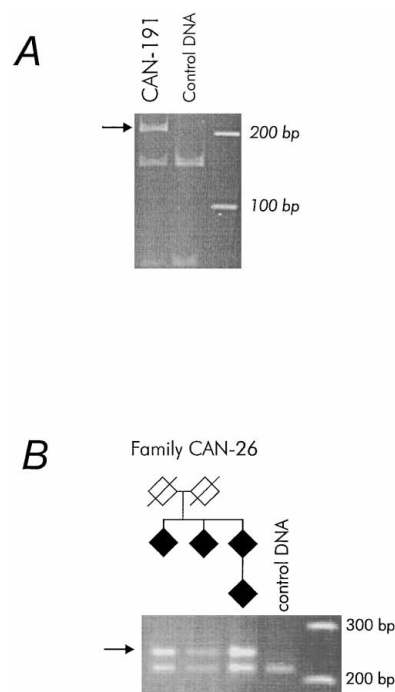 A
CAN-191
Control DNA
200 bp
100 bp
B
Family CAN-26
control DNA
300 bp
200 bp